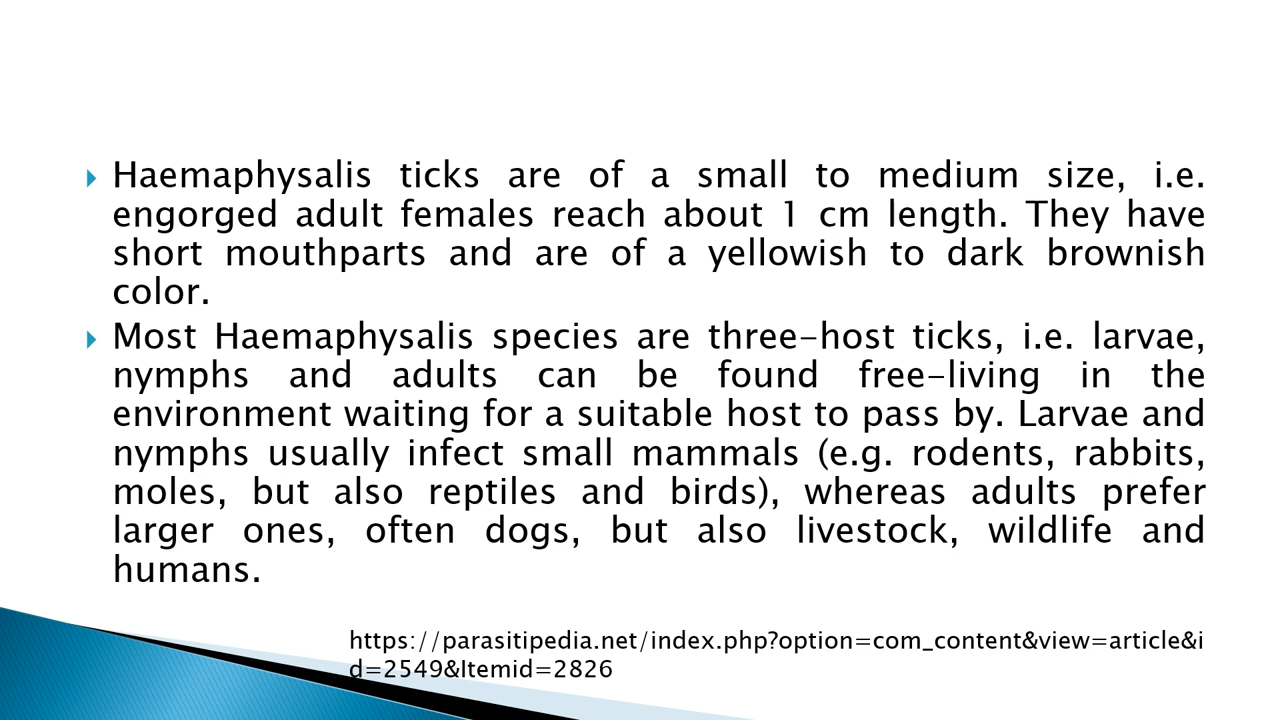 Haemaphysalis ticks are of a small to medium size, i.e.
engorged adult females reach about 1 cm length. They have
short mouthparts and are of a yellowish to dark brownish
color.
Most Haemaphysalis species are three-host ticks, i.e. larvae,
nymphs and adults can be found free-living in the
environment waiting for a suitable host to pass by. Larvae and
nymphs usually infect small mammals (e.g. rodents, rabbits,
moles, but also reptiles and birds), whereas adults prefer
larger ones, often dogs, but also livestock, wildlife and
humans.
https://parasitipedia.net/index.php?option=com_content&view=article&i
d=2549&Itemid=2826